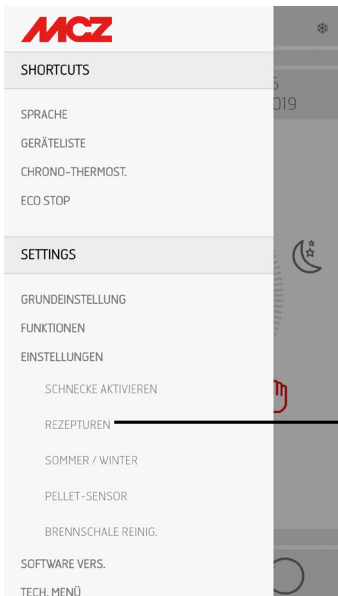 MCZ
SHORTCUTS
SPRACHE
GERÄTELISTE
CHRONO-THERMOST.
ECO STOP
SETTINGS
GRUNDEINSTELLUNG
FUNKTIONEN
EINSTELLUNGEN
SCHNECKE AKTIVIEREN
REZEPTUREN
SOMMER / WINTER
PELLET-SENSOR
BRENNSCHALE REINIG.
SOFTWARE VERS.
TECH. MENÜ
019